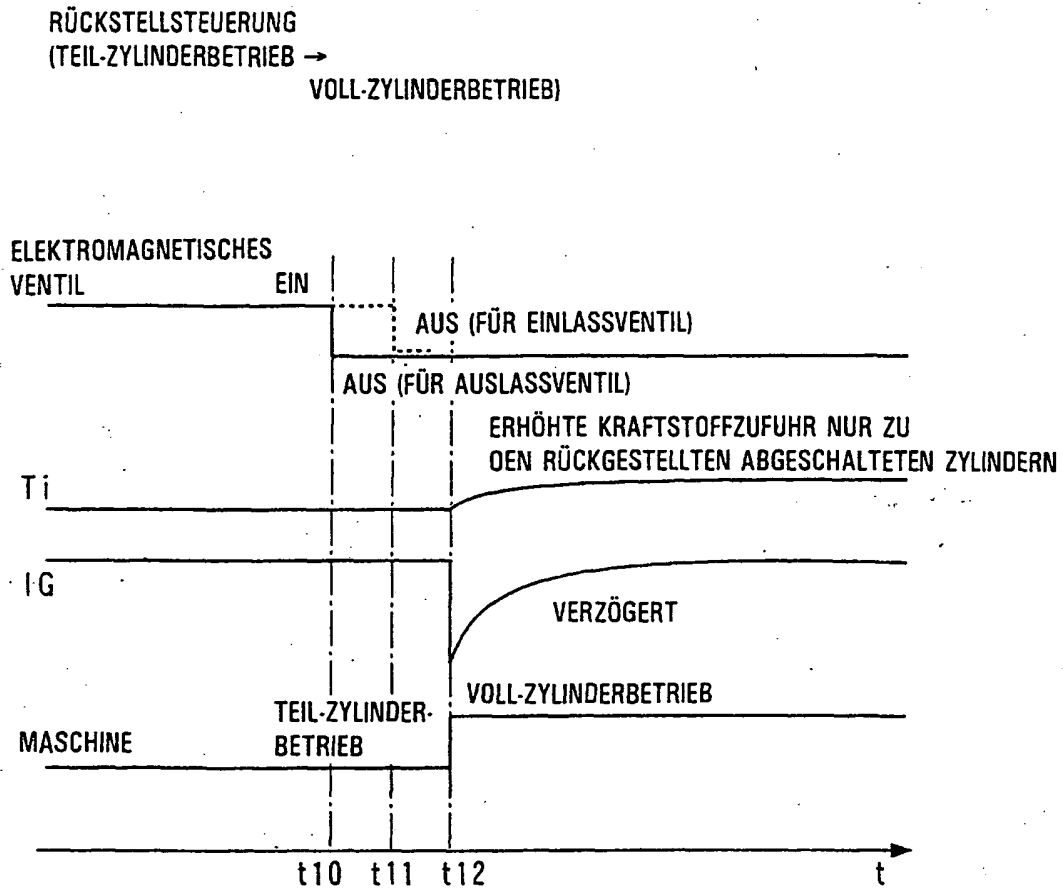 RÜCKSTELLSTEUERUNG
(TEIL-ZYLINDERBETRIEB →
VOLL-ZYLINDERBETRIEB)
ELEKTROMAGNETISCHES
VENTIL
EIN
AUS (FÜR EINLASSVENTIL)
AUS (FÜR AUSLASSVENTIL)
ERHÖHTE KRAFTSTOFFZUFUHR NUR ZU
DEN RÜCKGESTELLTEN ABGESCHALTETEN ZYLINDERN
Ti
IG
VERZÖGERT
VOLL-ZYLINDERBETRIEB
TEIL-ZYLINDER-
BETRIEB
MASCHINE
t10 t11 t12 t